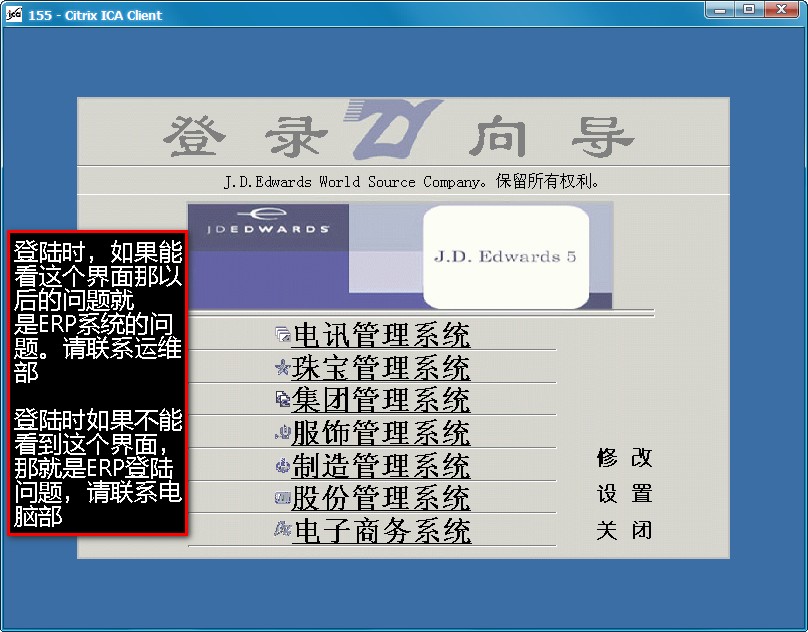 155 - Citrix ICA Client
登 录 向 导
J.D.Edwards World Source Company。保留所有权利。
JDEDWARDS
J.D. Edwards 5
登陆时，如果能
看这个界面那以
后的问题就
是ERP系统的问
题。请联系运维
部
登陆时如果不能
看到这个界面，
那就是ERP登陆
问题，请联系电
脑部
电讯管理系统
珠宝管理系统
集团管理系统
服饰管理系统
制造管理系统
股份管理系统
电子商务系统
修 改
设 置
关 闭